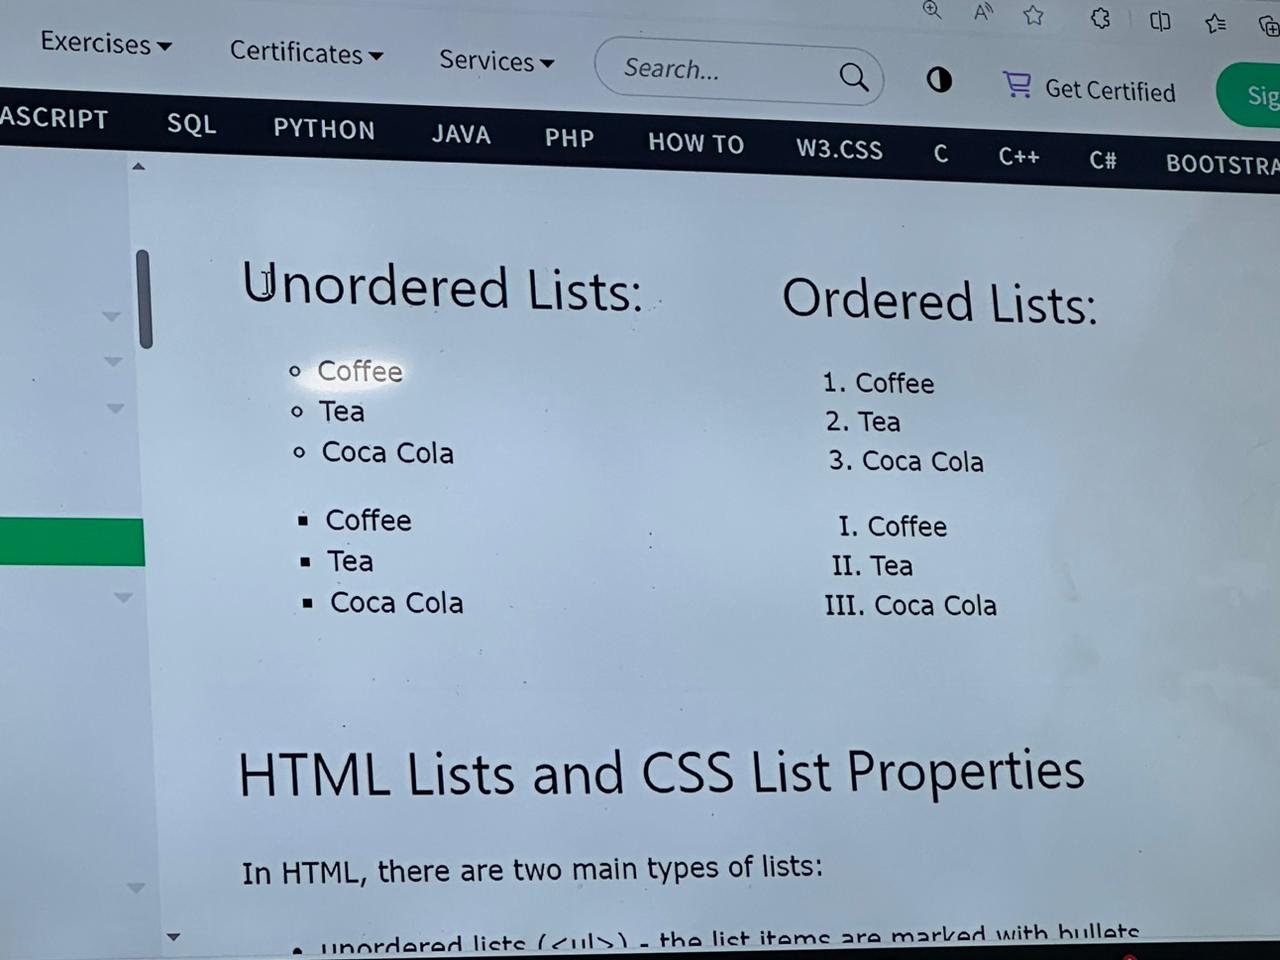 Exercises Certificates Services Search... Get Certified Sig
ASCRIPT SQL PYTHON JAVA PHP HOW TO W3.CSS C C++ C# BOOTSTRA
Unordered Lists:
Coffee
Tea
Coca Cola
Coffee
Tea
Coca Cola
Ordered Lists:
1. Coffee
2. Tea
3. Coca Cola
I. Coffee
II. Tea
III. Coca Cola
HTML Lists and CSS List Properties
In HTML, there are two main types of lists:
• unordered lists (<ul>) - the list items are marked with bullets